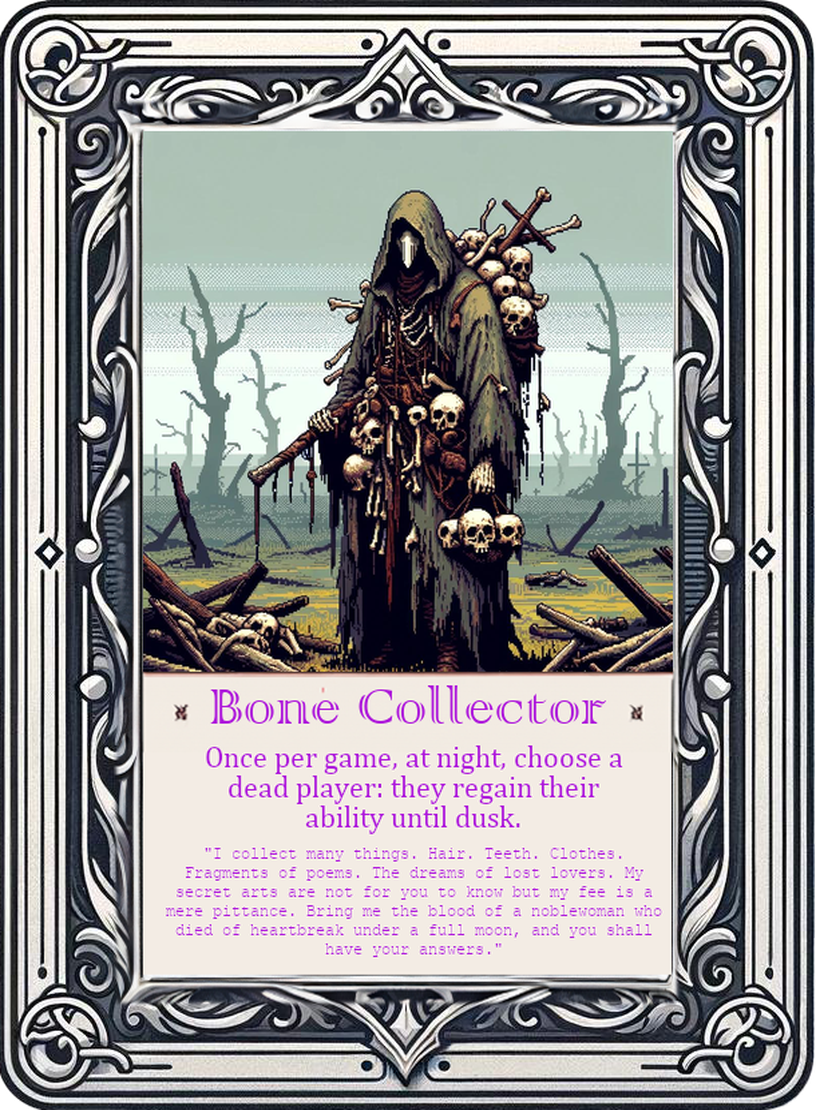 Bone Collector
Once per game, at night, choose a
dead player: they regain their
ability until dusk.
"I collect many things. Hair. Teeth. Clothes.
Fragments of poems. The dreams of lost lovers. My
secret arts are not for you to know but my fee is a
mere pittance. Bring me the blood of a noblewoman who
died of heartbreak under a full moon, and you shall
have your answers."